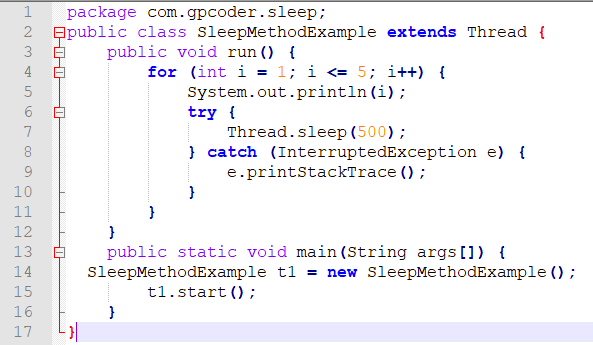 1 package com.gpcoder.sleep;
2 public class SleepMethodExample extends Thread {
3 public void run() {
4 for (int i = 1; i <= 5; i++) {
5 System.out.println(i);
6 try {
7 Thread.sleep(500);
8 } catch (InterruptedException e) {
9 e.printStackTrace();
10 }
11 }
12 }
13 public static void main(String args[]) {
14 SleepMethodExample t1 = new SleepMethodExample();
15 t1.start();
16 }
17 }